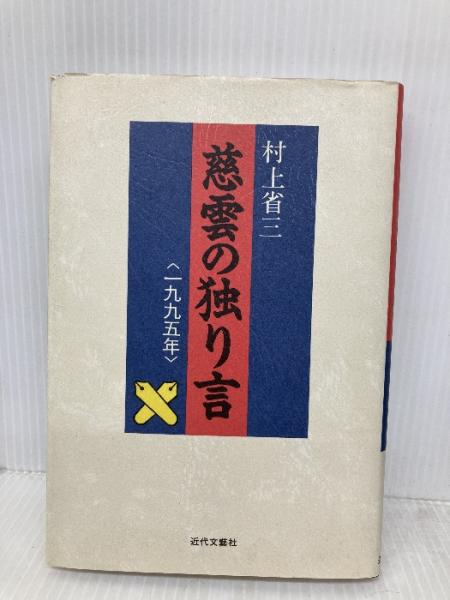 村上省三
慈雲の独り言
〈一九九五年〉
近代文藝社